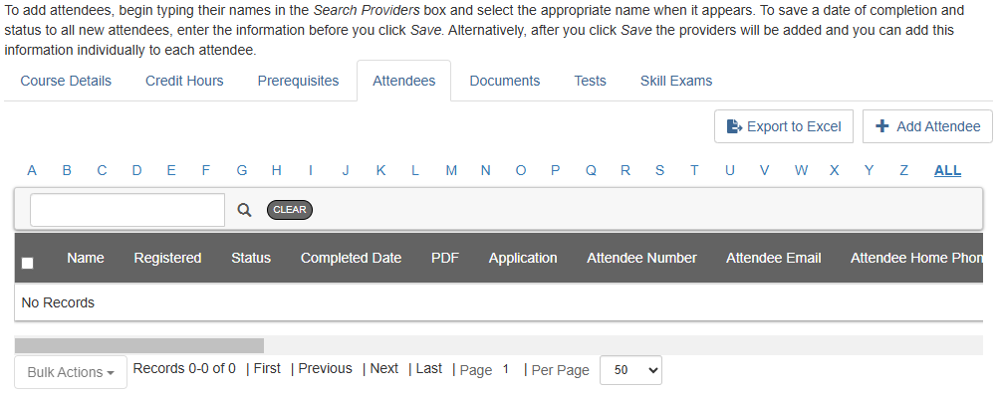 To add attendees, begin typing their names in the Search Providers box and select the appropriate name when it appears. To save a date of completion and
status to all new attendees, enter the information before you click Save. Alternatively, after you click Save the providers will be added and you can add this
information individually to each attendee.
Course Details Credit Hours Prerequisites Attendees Documents Tests Skill Exams
Export to Excel + Add Attendee
A B C D E F G H I J K L M N O P Q R S T U V W X Y Z ALL
CLEAR
Name Registered Status Completed Date PDF Application Attendee Number Attendee Email Attendee Home Phon
No Records
Bulk Actions Records 0-0 of 0 | First | Previous | Next | Last | Page 1 | Per Page 50